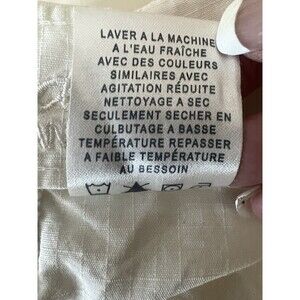 LAVER A LA MACHINE
A L'EAU FRAÎCHE
AVEC DES COULEURS
SIMILAIRES AVEC
AGITATION RÉDUITE
NETTOYAGE A SEC
SECULEMENT SECHER EN
CULBUTAGE A BASSE
TEMPÉRATURE REPASSER
A FAIBLE TEMPÉRATURE
AU BESSOIN